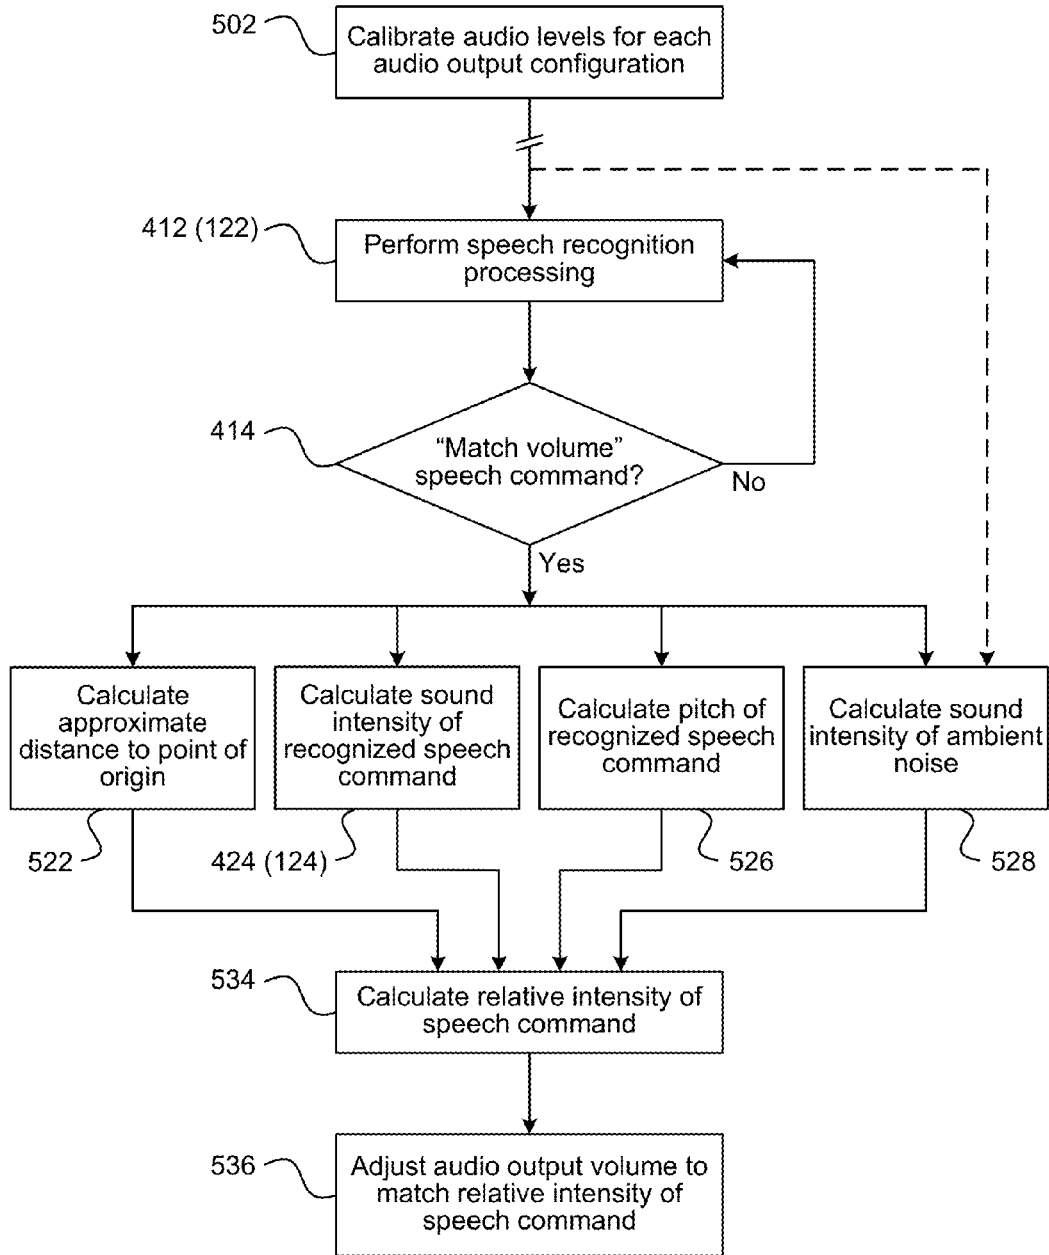 502
Calibrate audio levels for each
audio output configuration
412 (122)
Perform speech recognition
processing
414
“Match volume”
speech command?
No
Yes
Calculate
approximate
distance to point of
origin
Calculate sound
intensity of
recognized speech
command
Calculate pitch of
recognized speech
command
Calculate sound
intensity of ambient
noise
522
424 (124)
526
528
534
Calculate relative intensity of
speech command
536
Adjust audio output volume to
match relative intensity of
speech command